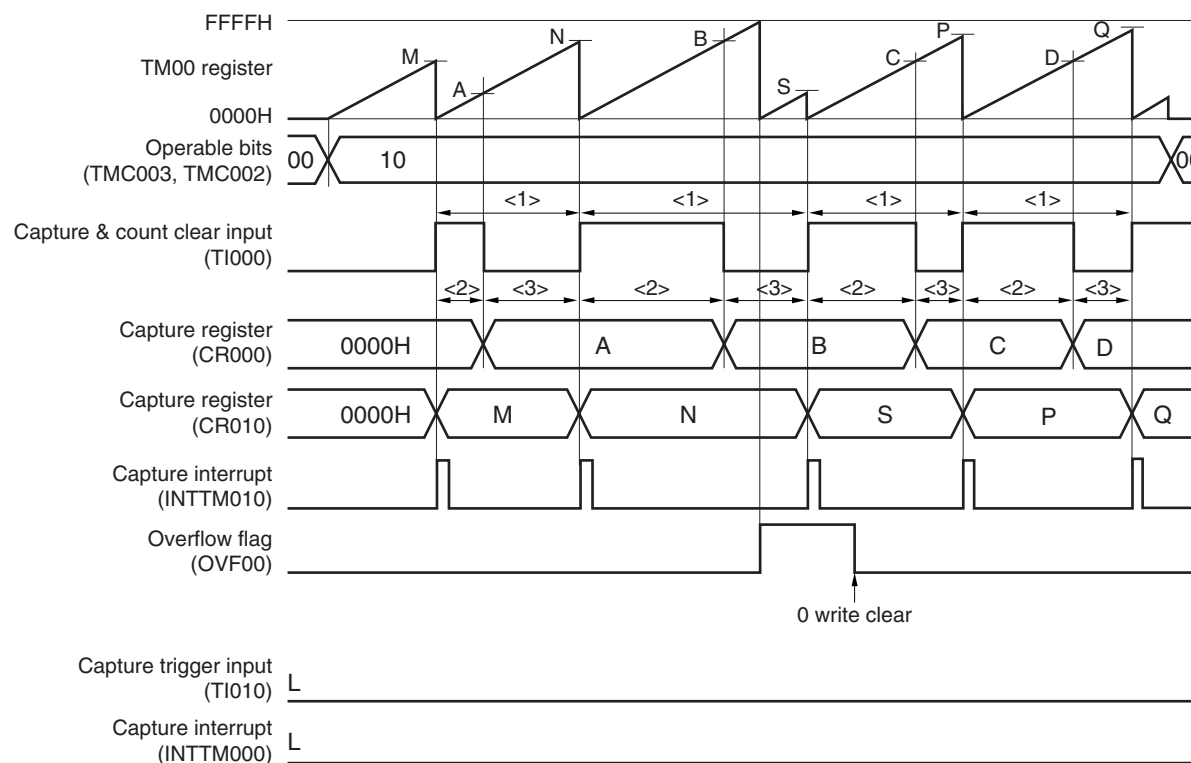 FFFFH
TM00 register
0000H
M
A
N
B
S
C
P
D
Q
Operable bits
(TMC003, TMC002)
00
10
00
<1>
<1>
<1>
<1>
Capture & count clear input
(TI000)
<2>
<3>
<2>
<3>
<2>
<3>
<2>
<3>
Capture register
(CR000)
0000H
A
B
C
D
Capture register
(CR010)
0000H
M
N
S
P
Q
Capture interrupt
(INTTM010)
Overflow flag
(OVF00)
0 write clear
Capture trigger input
(TI010)
L
Capture interrupt
(INTTM000)
L